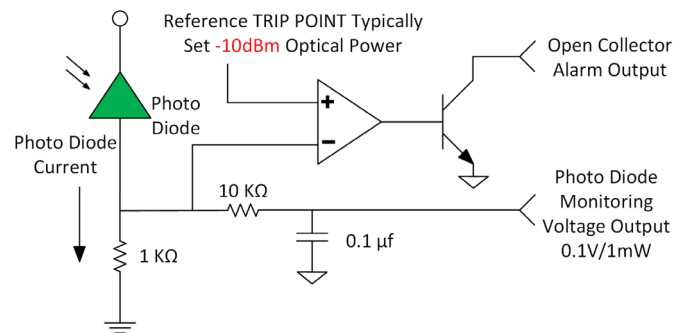 Reference TRIP POINT Typically
Set -10dBm Optical Power
Open Collector
Alarm Output
+
Photo
Diode
-
Photo Diode
Current
10 KΩ
Photo Diode
Monitoring
Voltage Output
0.1V/1mW
0.1 µf
1 KΩ